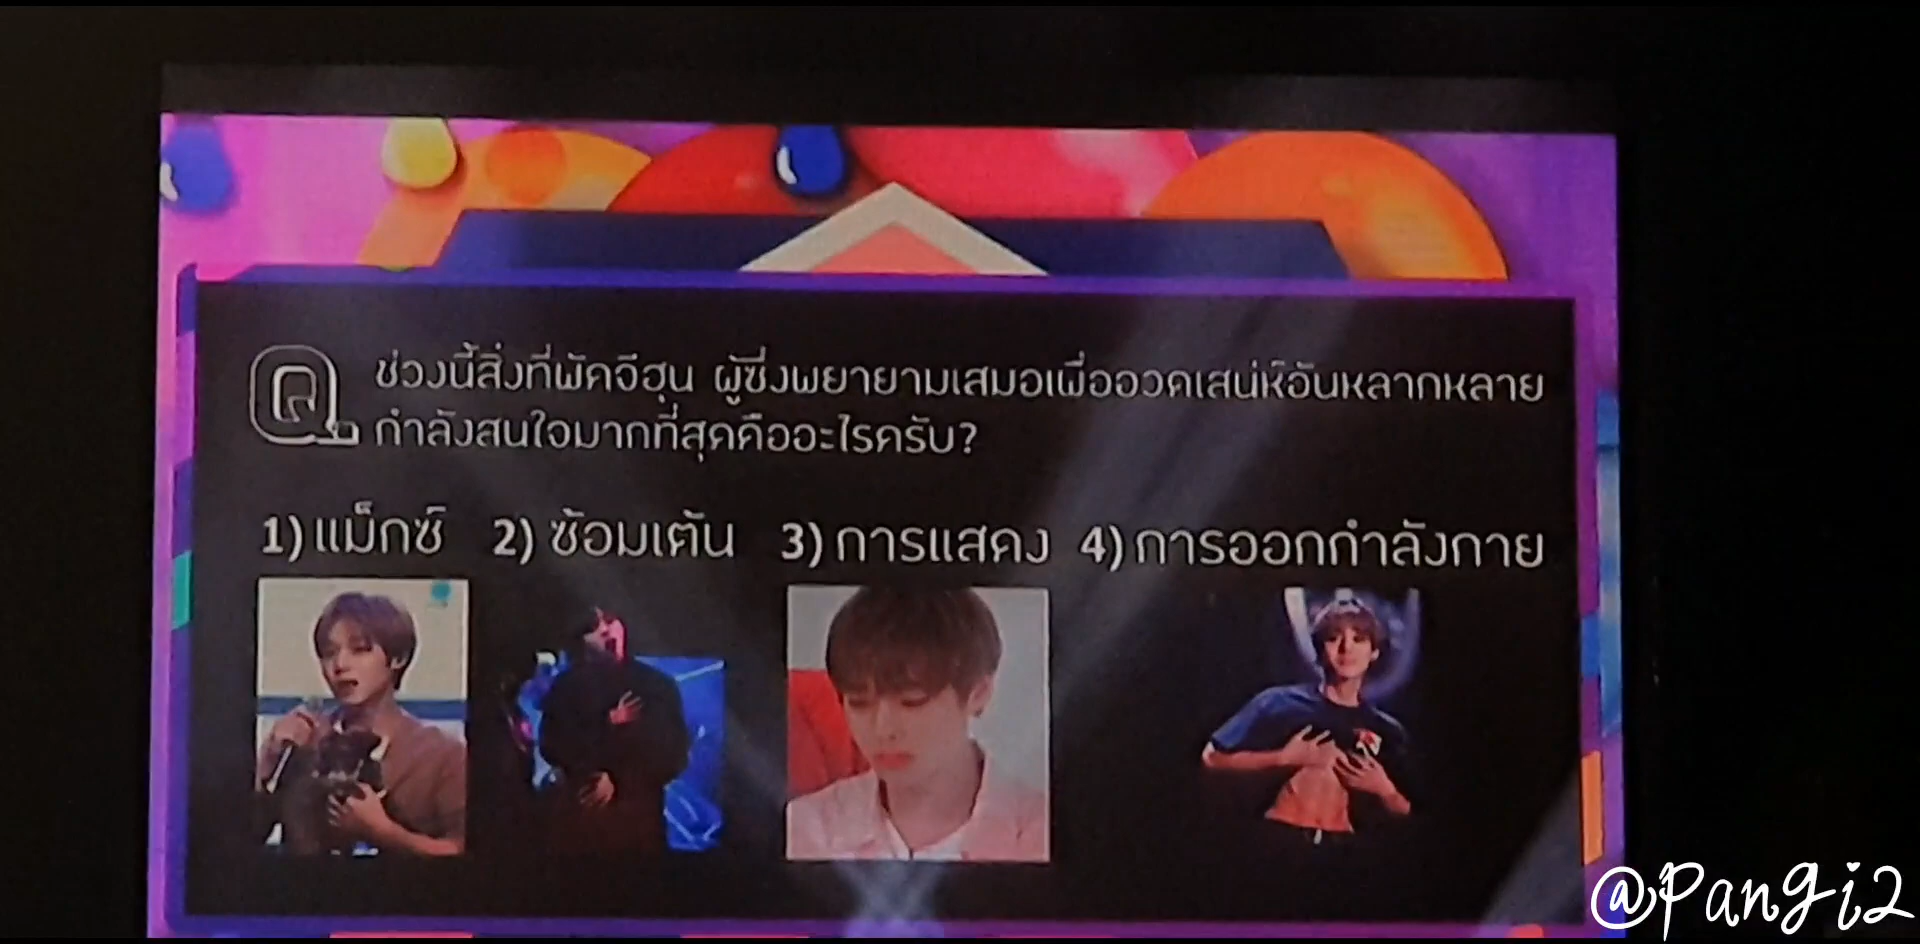 Q
ช่วงนี้สิ่งที่พัคจีฮุน ผู้ซึ่งพยายามเสมอเพื่ออวดเสน่ห์อันหลากหลาย
กำลังสนใจมากที่สุดคืออะไรครับ?
1) แม็กซ์ 2) ซ้อมเต้น 3) การแสดง 4) การออกกำลังกาย
@Pangi2